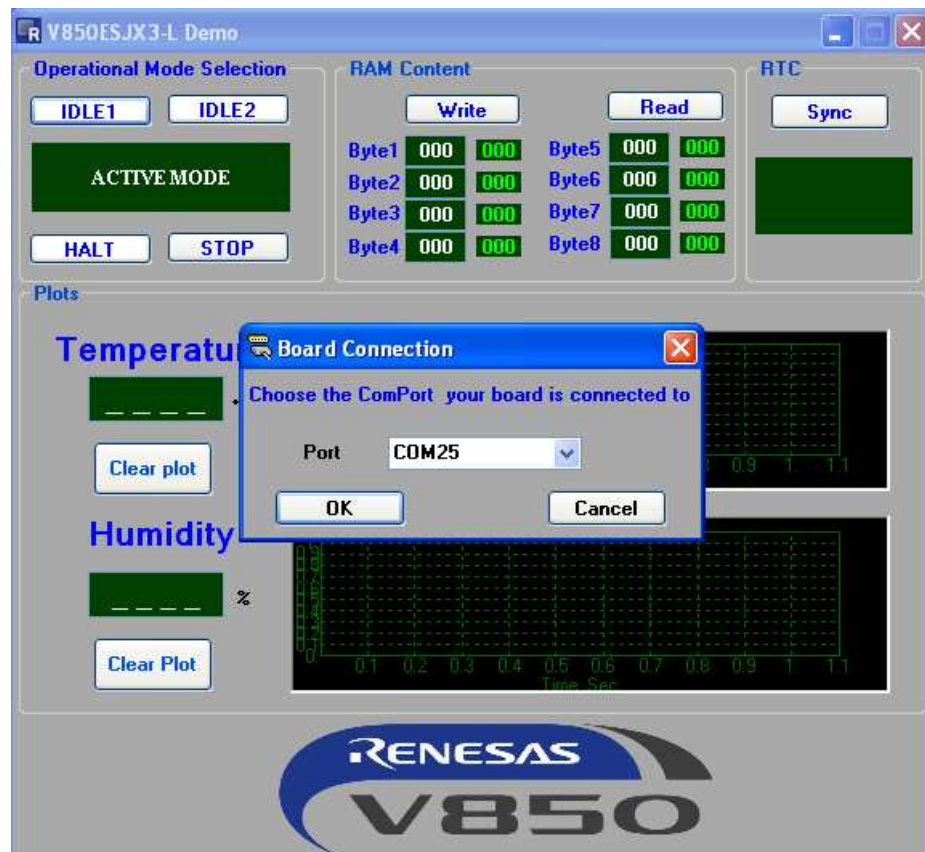 V850ESJX3-L Demo
Operational Mode Selection
IDLE1 IDLE2
ACTIVE MODE
HALT STOP
RAM Content
Write Read
Byte1 000 000 Byte5 000 000
Byte2 000 000 Byte6 000 000
Byte3 000 000 Byte7 000 000
Byte4 000 000 Byte8 000 000
RTC
Sync
Plots
Temperatu
_ _ _ _
Clear plot
0.9 1 1.1
Board Connection
Choose the ComPort your board is connected to
Port COM25
OK Cancel
Humidity
_ _ _ _ %
Clear Plot
0 0.1 0.2 0.3 0.4 0.5 0.6 0.7 0.8 0.9 1 1.1
Time, Sec
RENESAS
V850